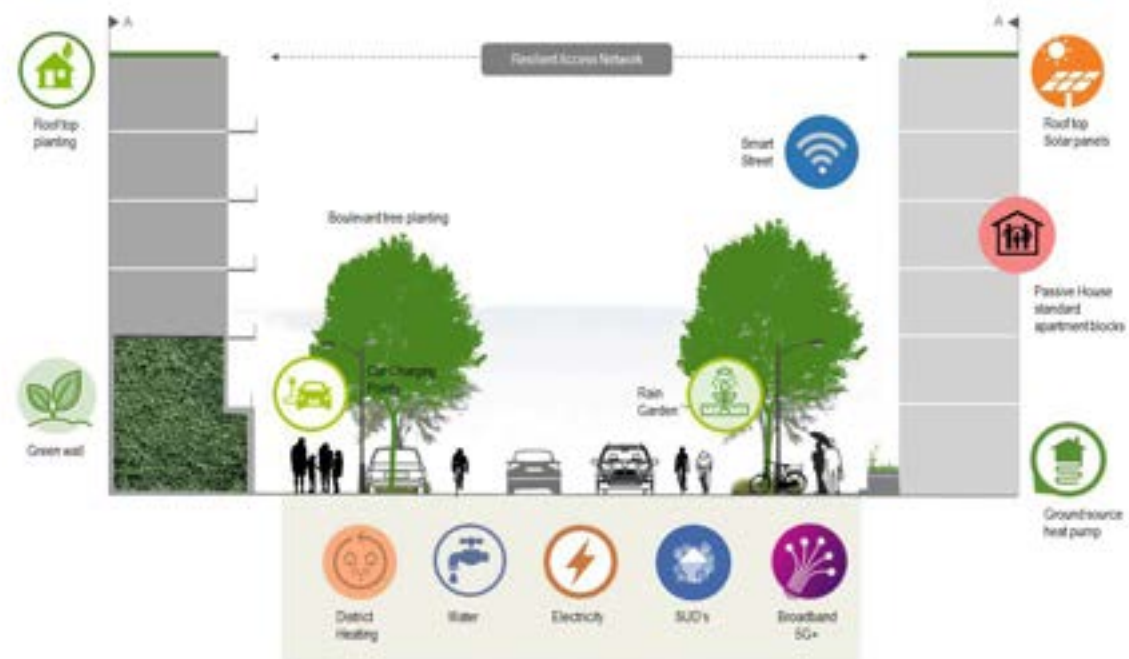 A
A
Resilient Access Network
Roof top
planting
Roof top
Solar panels
Smart
Street
Boulevard tree planting
Passive House
standard
apartment blocks
Car Charging
Points
Rain
Garden
Green wall
Ground source
heat pump
District
Heating
Water
Electricity
SUD's
Broadband
5G+